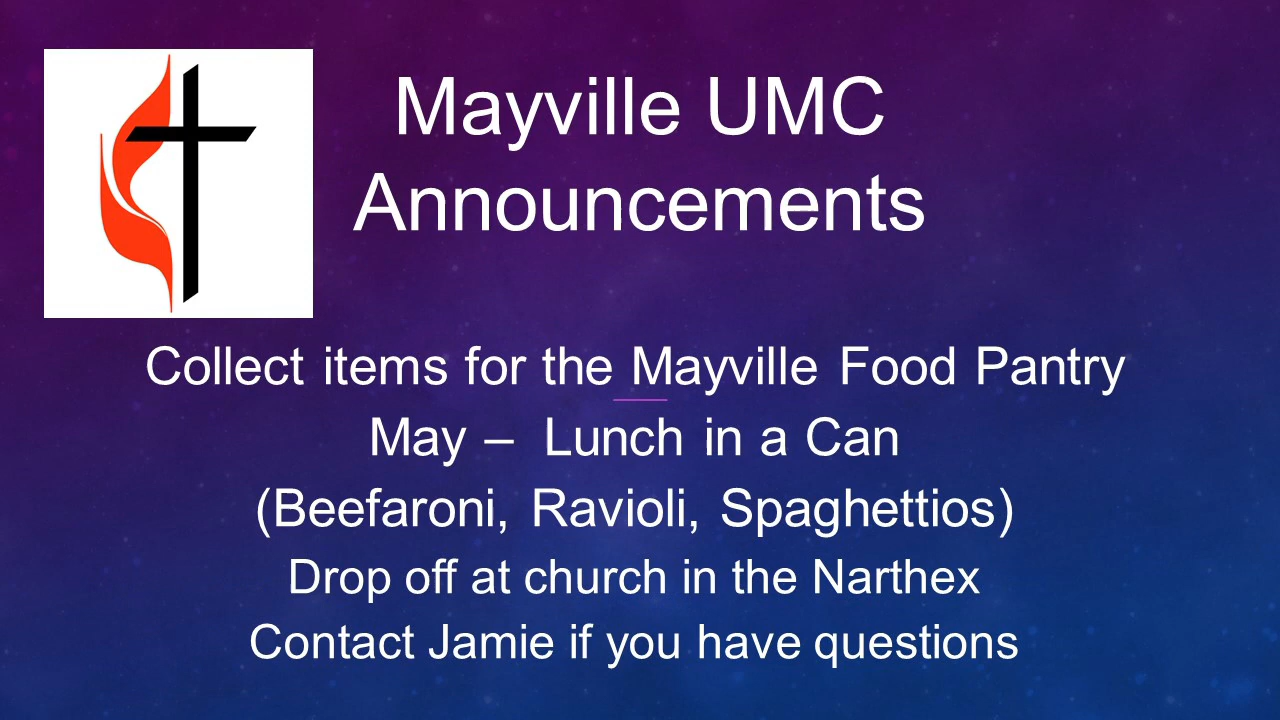 Mayville UMC
Announcements
Collect items for the Mayville Food Pantry
May –  Lunch in a Can
(Beefaroni, Ravioli, Spaghettios)
Drop off at church in the Narthex
Contact Jamie if you have questions